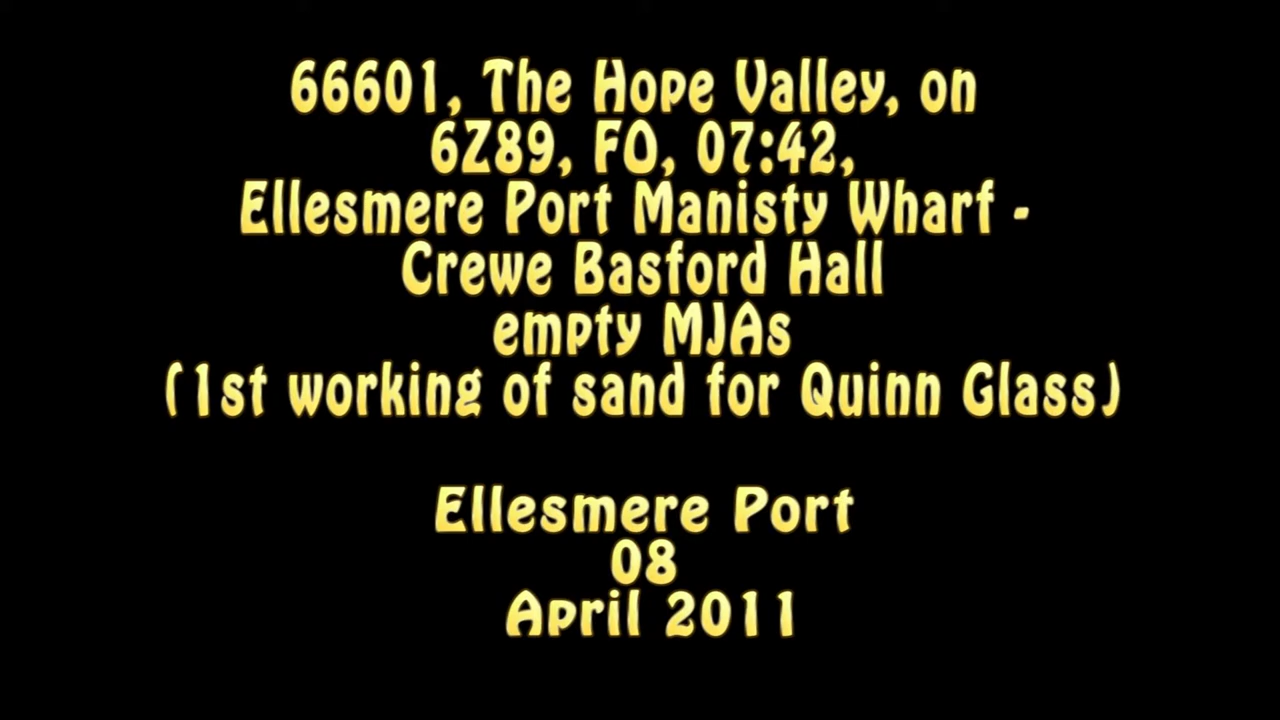 66601, The Hope Valley, on
6Z89, FO, 07:42,
Ellesmere Port Manisty Wharf -
Crewe Basford Hall
empty MJAs
(1st working of sand for Quinn Glass)
Ellesmere Port
08
April 2011